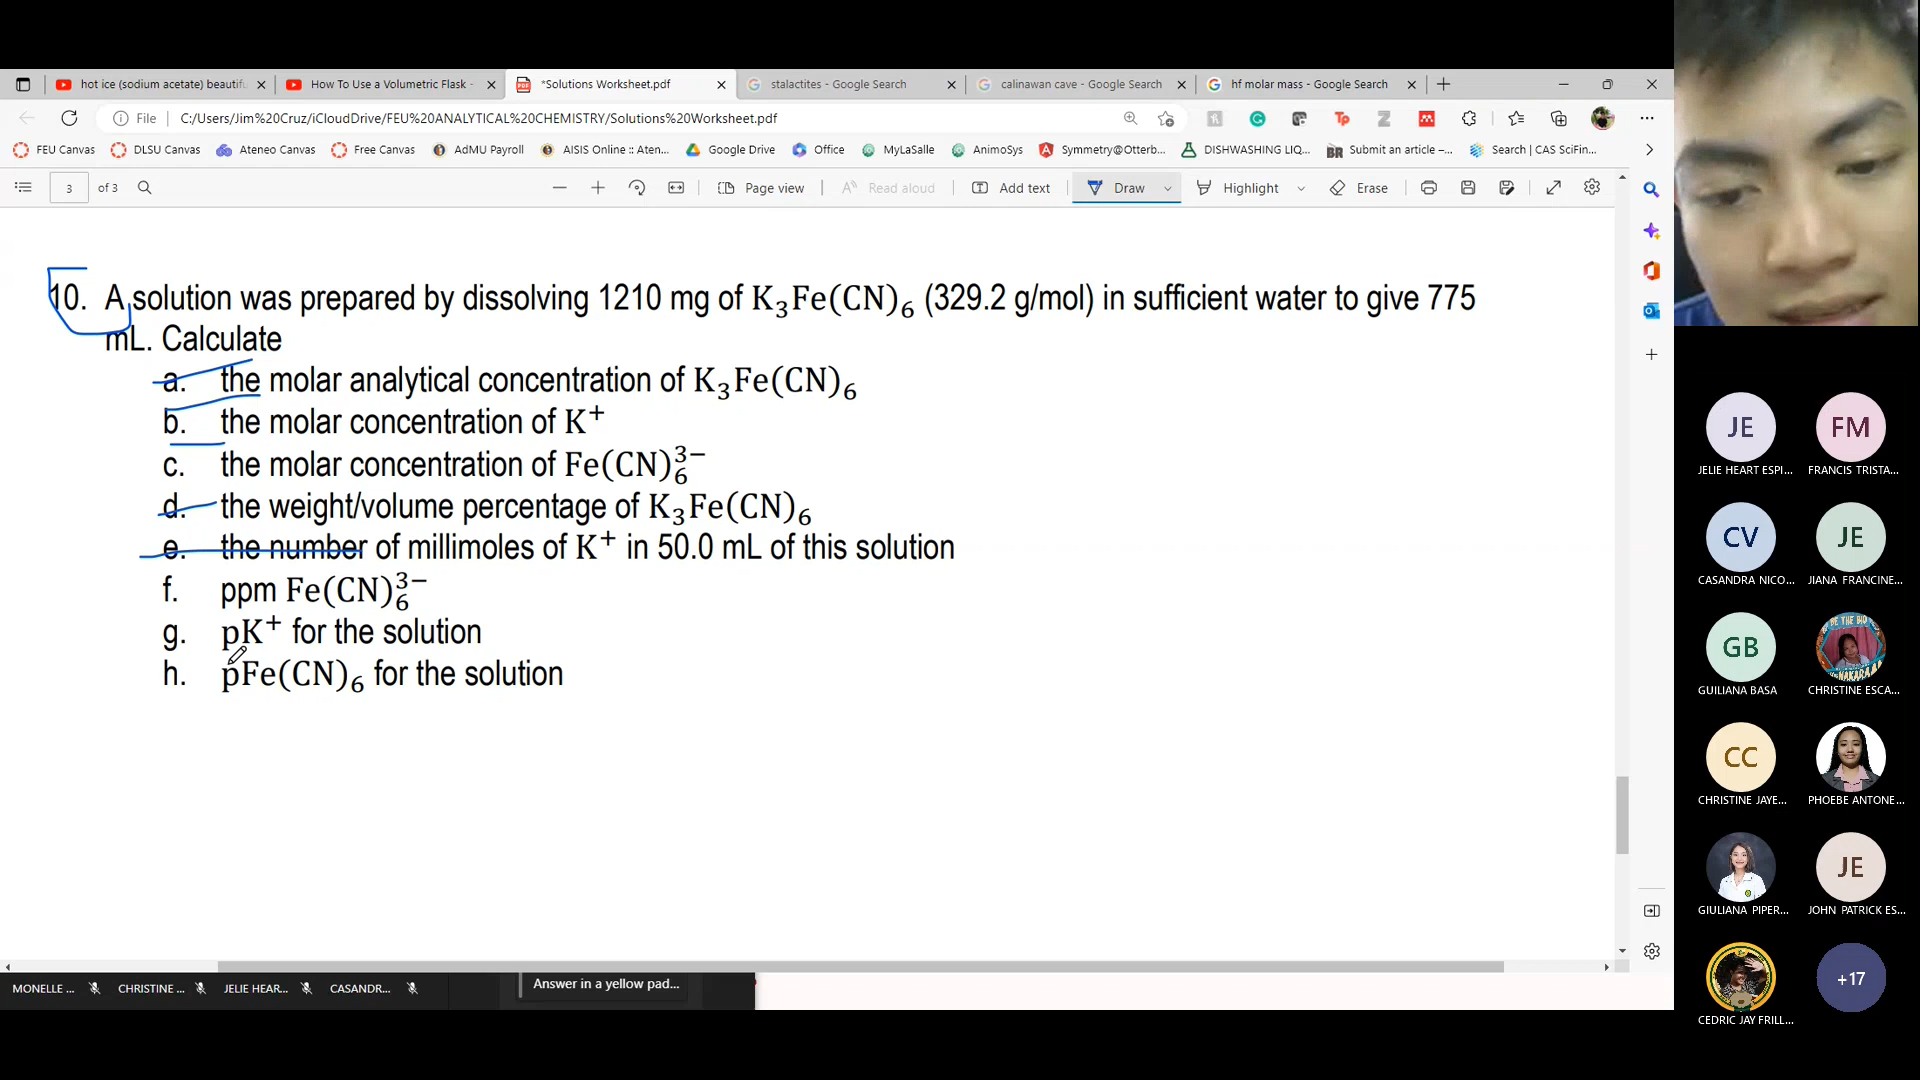 hot ice (sodium acetate) beautifu
How To Use a Volumetric Flask -
*Solutions Worksheet.pdf
stalactites - Google Search
calinawan cave - Google Search
hf molar mass - Google Search
File
C:/Users/Jim%20Cruz/iCloudDrive/FEU%20ANALYTICAL%20CHEMISTRY/Solutions%20Worksheet.pdf
FEU Canvas
DLSU Canvas
Ateneo Canvas
Free Canvas
AdMU Payroll
AISIS Online :: Aten...
Google Drive
Office
MyLaSalle
AnimoSys
Symmetry@Otterb...
DISHWASHING LIQ...
BR Submit an article –...
Search | CAS SciFin...
3 of 3
Page view
Read aloud
Add text
Draw
Highlight
Erase
10. A solution was prepared by dissolving 1210 mg of K₃Fe(CN)₆ (329.2 g/mol) in sufficient water to give 775
mL. Calculate
a. the molar analytical concentration of K₃Fe(CN)₆
b. the molar concentration of K⁺
c. the molar concentration of Fe(CN)₆³⁻
d. the weight/volume percentage of K₃Fe(CN)₆
e. the number of millimoles of K⁺ in 50.0 mL of this solution
f. ppm Fe(CN)₆³⁻
g. pK⁺ for the solution
h. pFe(CN)₆ for the solution
MONELLE ...
CHRISTINE ...
JELIE HEAR...
CASANDR...
Answer in a yellow pad...
JE
FM
JELIE HEART ESPI...
FRANCIS TRISTA...
CV
JE
CASANDRA NICO...
JIANA FRANCINE...
GB
GUILIANA BASA
CHRISTINE ESCA...
CC
CHRISTINE JAYE...
PHOEBE ANTONE...
JE
GIULIANA PIPER...
JOHN PATRICK ES...
+17
CEDRIC JAY FRILL...